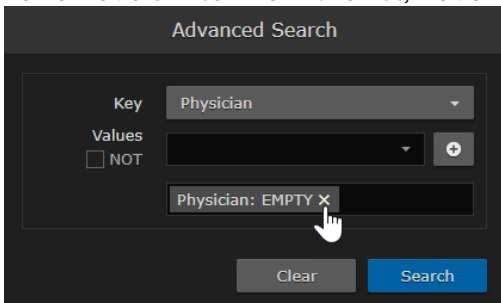 Advanced Search
Key
Physician
Values
NOT
Physician: EMPTY ×
Clear
Search